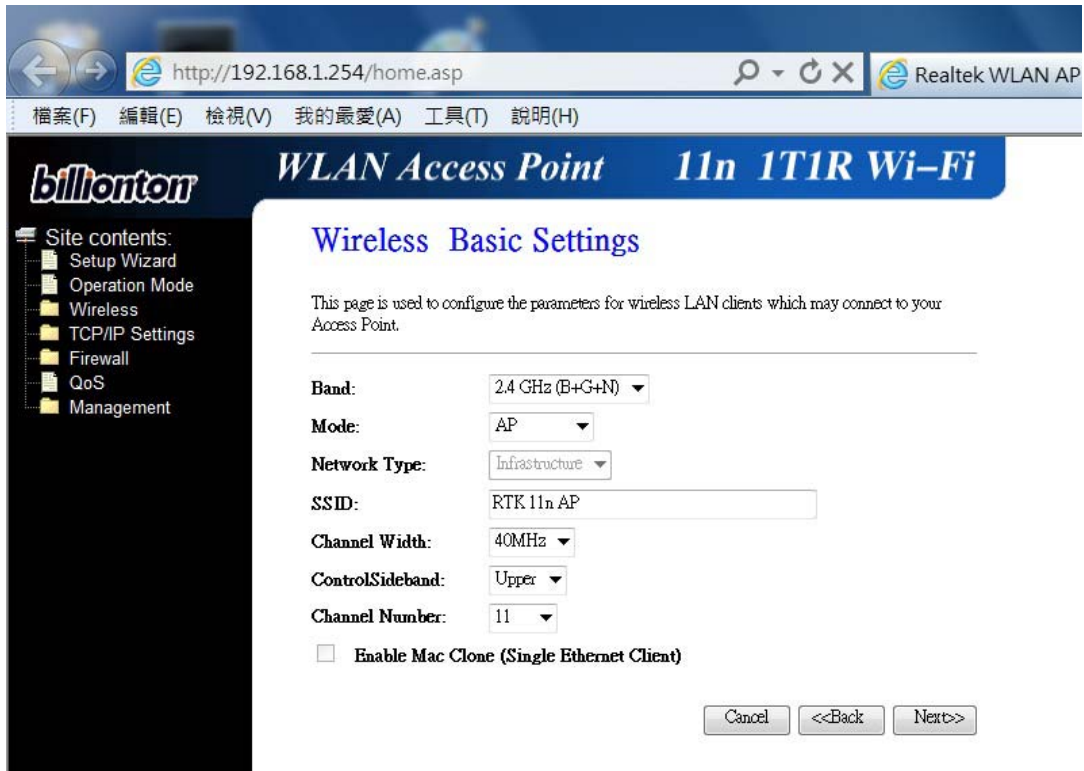 http://192.168.1.254/home.asp
Realtek WLAN AP
檔案(F) 編輯(E) 檢視(V) 我的最愛(A) 工具(T) 說明(H)
billionton
WLAN Access Point 11n 1T1R Wi-Fi
Site contents:
Setup Wizard
Operation Mode
Wireless
TCP/IP Settings
Firewall
QoS
Management
Wireless Basic Settings
This page is used to configure the parameters for wireless LAN clients which may connect to your
Access Point.
Band: 2.4 GHz (B+G+N)
Mode: AP
Network Type: Infrastructure
SSID: RTK 11n AP
Channel Width: 40MHz
ControlSideband: Upper
Channel Number: 11
Enable Mac Clone (Single Ethernet Client)
Cancel <<Back Next>>